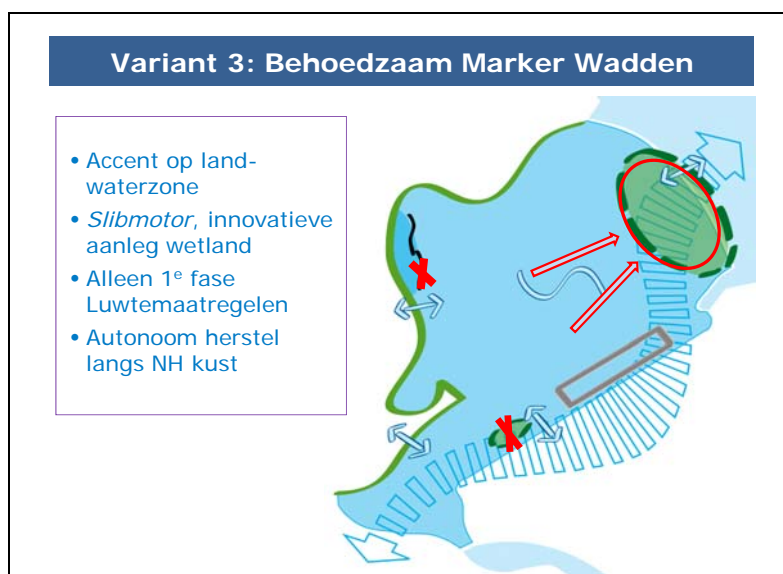 Variant 3: Behoedzaam Marker Wadden
• Accent op land-
waterzone
• Slibmotor, innovatieve
aanleg wetland
• Alleen 1e fase
Luwtemaatregelen
• Autonoom herstel
langs NH kust